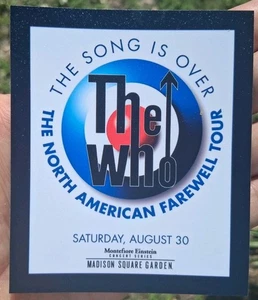 THE SONG IS OVER
The
Who
THE NORTH AMERICAN FAREWELL TOUR
SATURDAY, AUGUST 30
Montefiore Einstein
CONCERT SERIES
MADISON SQUARE GARDEN